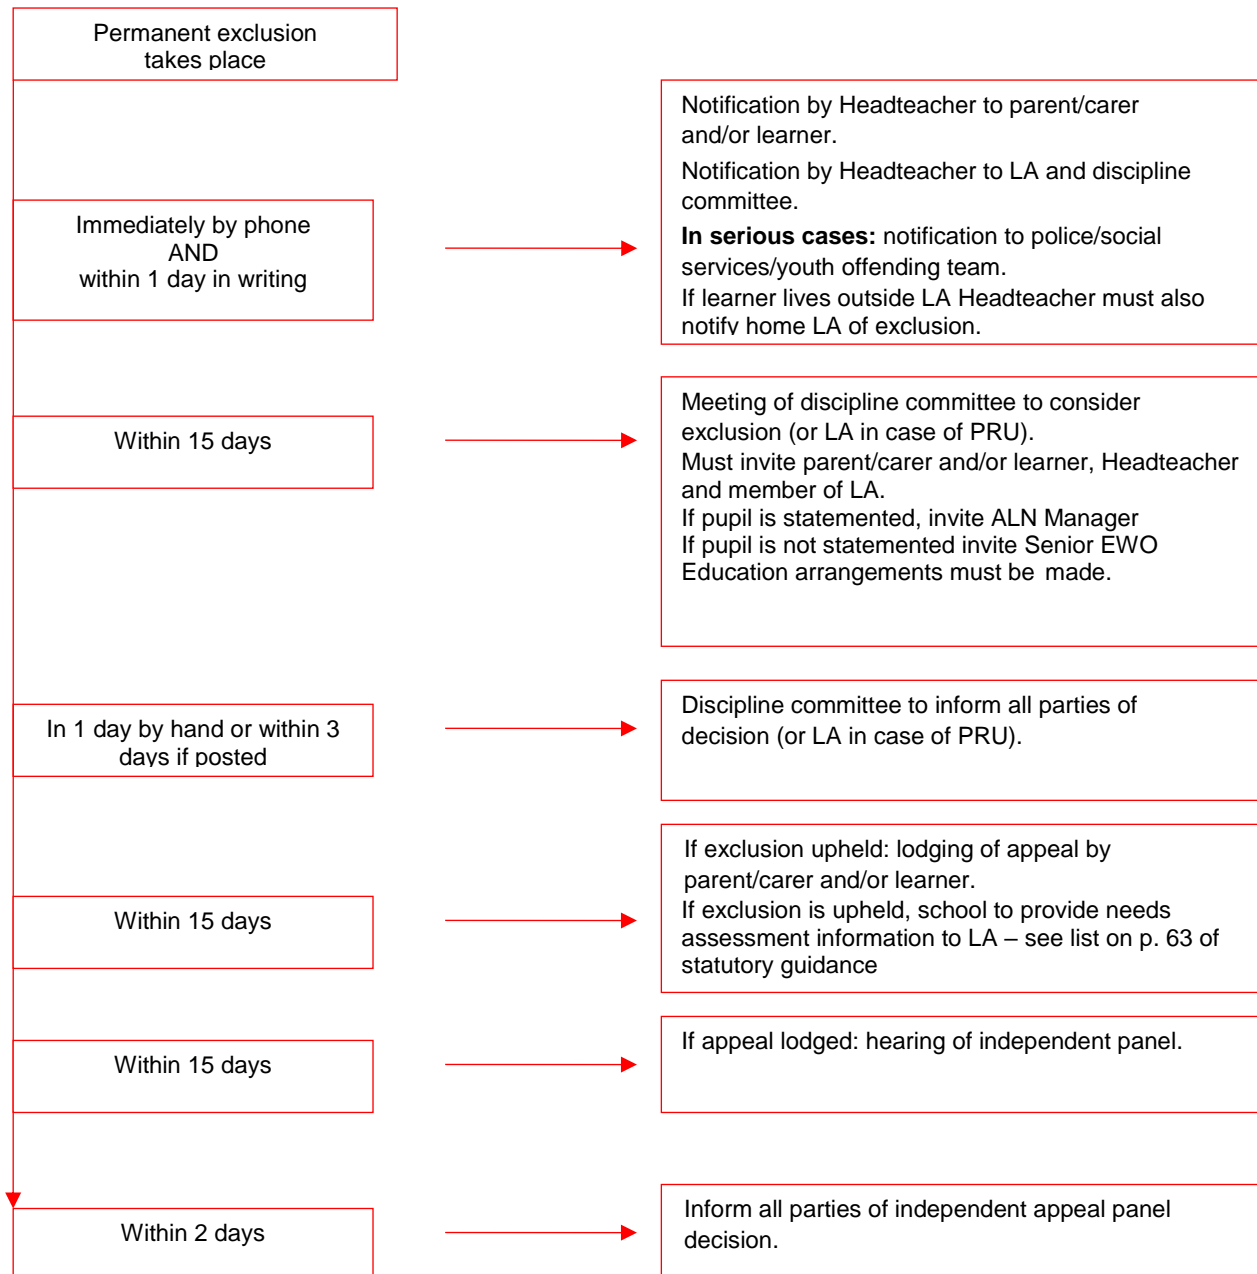 Permanent exclusion
takes place
Immediately by phone
AND
within 1 day in writing
Notification by Headteacher to parent/carer
and/or learner.
Notification by Headteacher to LA and discipline
committee.
In serious cases: notification to police/social
services/youth offending team.
If learner lives outside LA Headteacher must also
notify home LA of exclusion.
Within 15 days
Meeting of discipline committee to consider
exclusion (or LA in case of PRU).
Must invite parent/carer and/or learner, Headteacher
and member of LA.
If pupil is statemented, invite ALN Manager
If pupil is not statemented invite Senior EWO
Education arrangements must be made.
In 1 day by hand or within 3
days if posted
Discipline committee to inform all parties of
decision (or LA in case of PRU).
Within 15 days
If exclusion upheld: lodging of appeal by
parent/carer and/or learner.
If exclusion is upheld, school to provide needs
assessment information to LA – see list on p. 63 of
statutory guidance
Within 15 days
If appeal lodged: hearing of independent panel.
Within 2 days
Inform all parties of independent appeal panel
decision.